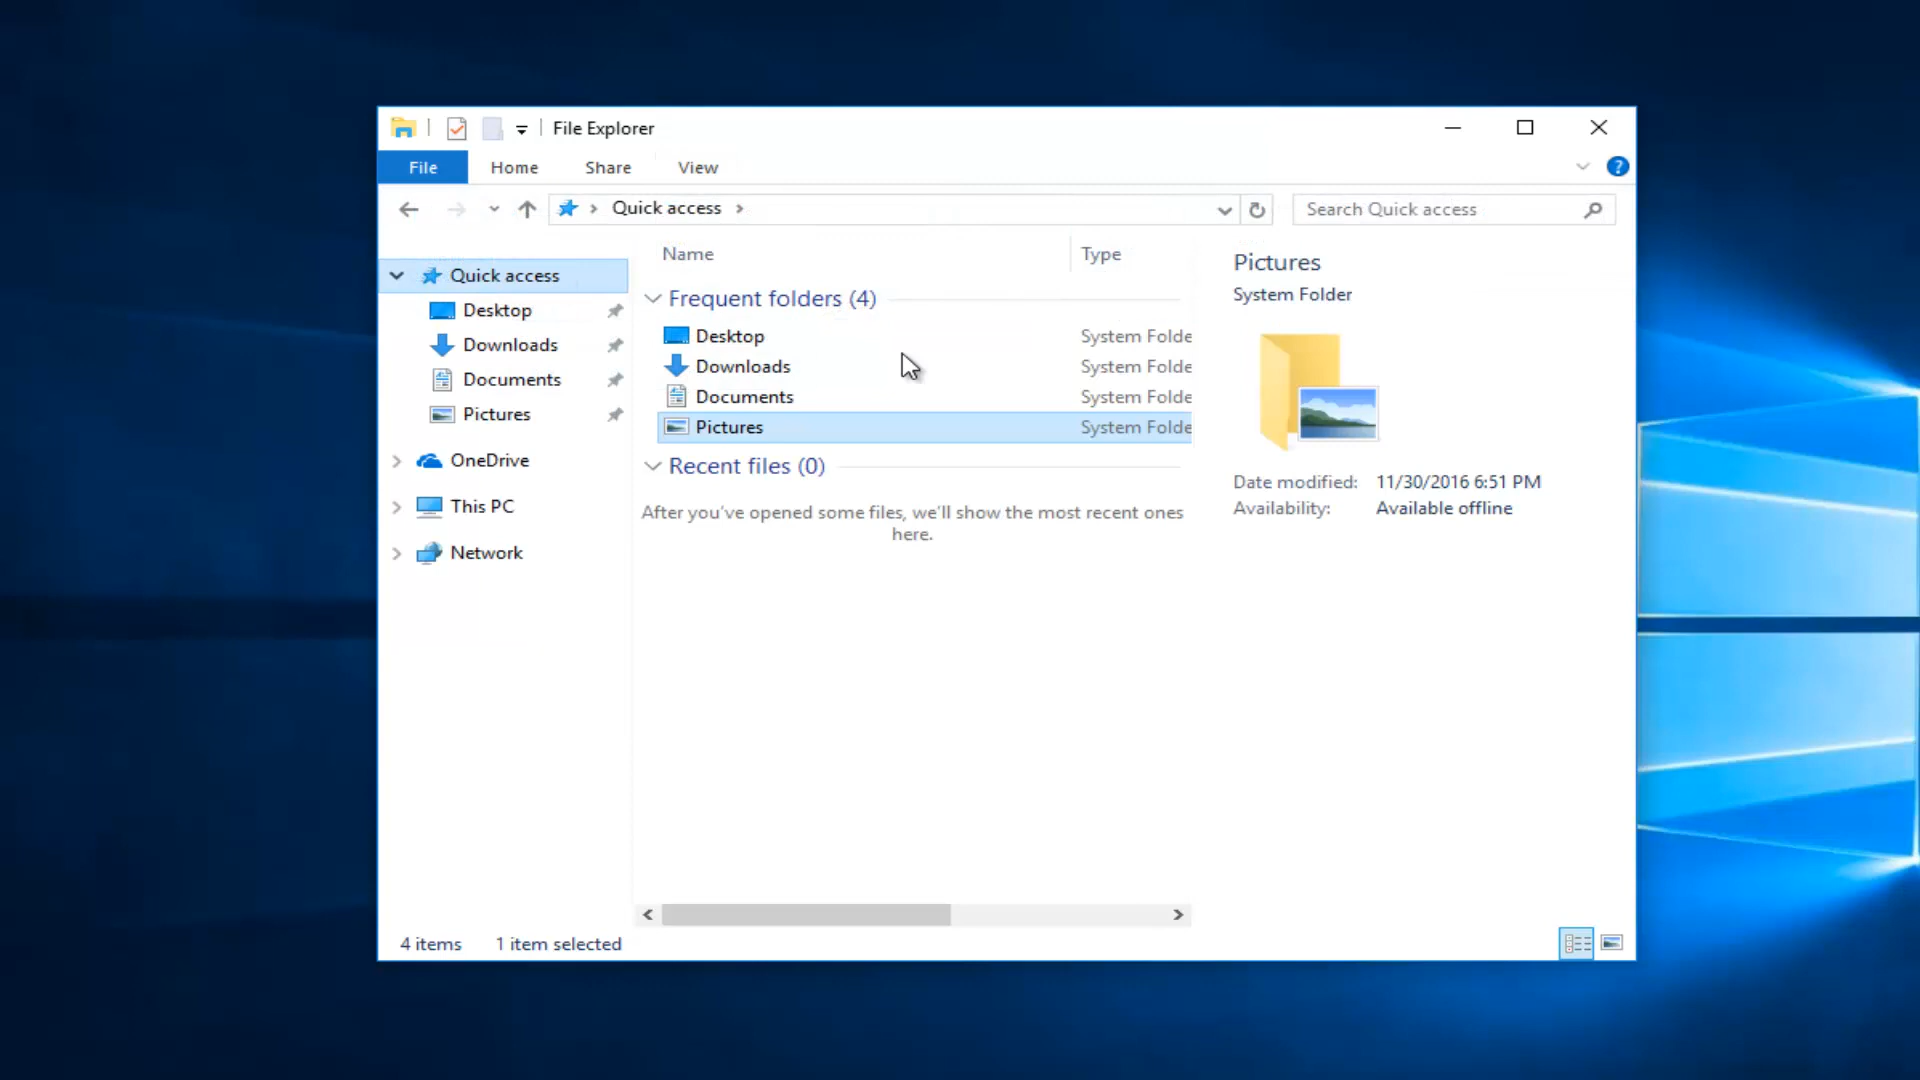 File Explorer
File Home Share View
Quick access
Search Quick access
Quick access
Desktop
Downloads
Documents
Pictures
OneDrive
This PC
Network
Name Type
Frequent folders (4)
Desktop System Folde
Downloads System Folde
Documents System Folde
Pictures System Folde
Recent files (0)
After you've opened some files, we'll show the most recent ones
here.
Pictures
System Folder
Date modified: 11/30/2016 6:51 PM
Availability: Available offline
4 items 1 item selected